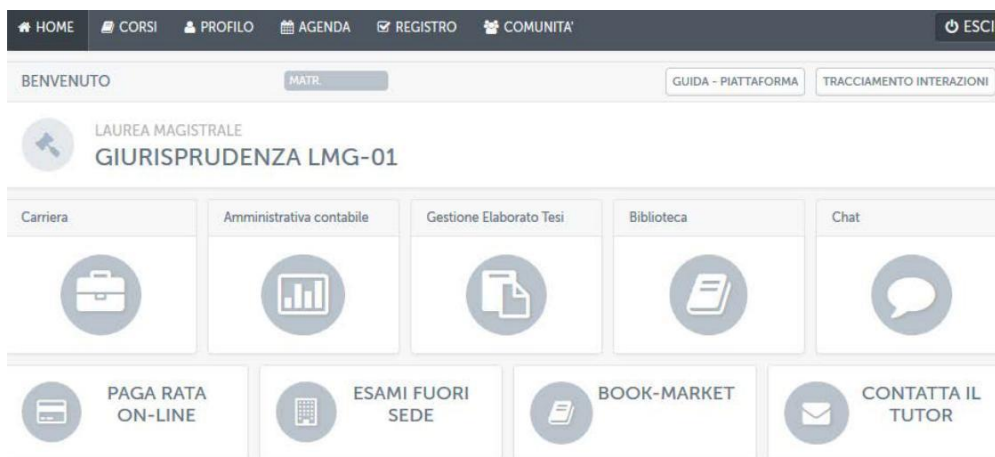 HOME CORSI PROFILO AGENDA REGISTRO COMUNITA' ESCI
BENVENUTO MATR. GUIDA - PIATTAFORMA TRACCIAMENTO INTERAZIONI
LAUREA MAGISTRALE
GIURISPRUDENZA LMG-01
Carriera Amministrativa contabile Gestione Elaborato Tesi Biblioteca Chat
PAGA RATA ESAMI FUORI BOOK-MARKET CONTATTA IL
ON-LINE SEDE TUTOR